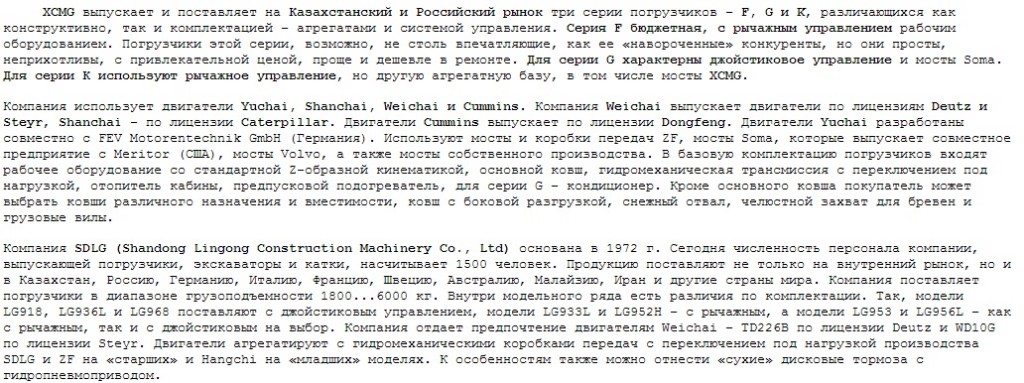 XCMG выпускает и поставляет на Казахстанский и Российский рынок три серии погрузчиков – F, G и K, различающихся как
конструктивно, так и комплектацией – агрегатами и системой управления. Серия F бюджетная, с рычажным управлением рабочим
оборудованием. Погрузчики этой серии, возможно, не столь впечатляющие, как ее «навороченные» конкуренты, но они просты,
неприхотливы, с привлекательной ценой, проще и дешевле в ремонте. Для серии G характерны джойстиковое управление и мосты Soma.
Для серии K используют рычажное управление, но другую агрегатную базу, в том числе мосты XCMG.
Компания использует двигатели Yuchai, Shanchai, Weichai и Cummins. Компания Weichai выпускает двигатели по лицензиям Deutz и
Steyr, Shanchai – по лицензии Caterpillar. Двигатели Cummins выпускает по лицензии Dongfeng. Двигатели Yuchai разработаны
совместно с FEV Motorentechnik GmbH (Германия). Используют мосты и коробки передач ZF, мосты Soma, которые выпускает совместное
предприятие с Meritor (США), мосты Volvo, а также мосты собственного производства. В базовую комплектацию погрузчиков входят
рабочее оборудование со стандартной Z-образной кинематикой, основной ковш, гидромеханическая трансмиссия с переключением под
нагрузкой, отопитель кабины, предпусковой подогреватель, для серии G – кондиционер. Кроме основного ковша покупатель может
выбрать ковши различного назначения и вместимости, ковш с боковой разгрузкой, снежный отвал, челюстной захват для бревен и
грузовые вилы.
Компания SDLG (Shandong Lingong Construction Machinery Co., Ltd) основана в 1972 г. Сегодня численность персонала компании,
выпускающей погрузчики, экскаваторы и катки, насчитывает 1500 человек. Продукцию поставляют не только на внутренний рынок, но и
в Казахстан, Россию, Германию, Италию, Францию, Швецию, Австралию, Малайзию, Иран и другие страны мира. Компания поставляет
погрузчики в диапазоне грузоподъемности 1800...6000 кг. Внутри модельного ряда есть различия по комплектации. Так, модели
LG918, LG936L и LG968 поставляют с джойстиковым управлением, модели LG933L и LG952H – с рычажным, а модели LG953 и LG956L – как
с рычажным, так и с джойстиковым на выбор. Компания отдает предпочтение двигателям Weichai – TD226B по лицензии Deutz и WD10G
по лицензии Steyr. Двигатели агрегатируют с гидромеханическими коробками передач с переключением под нагрузкой производства
SDLG и ZF на «старших» и Hangchi на «младших» моделях. К особенностям также можно отнести «сухие» дисковые тормоза с
гидропневмоприводом.